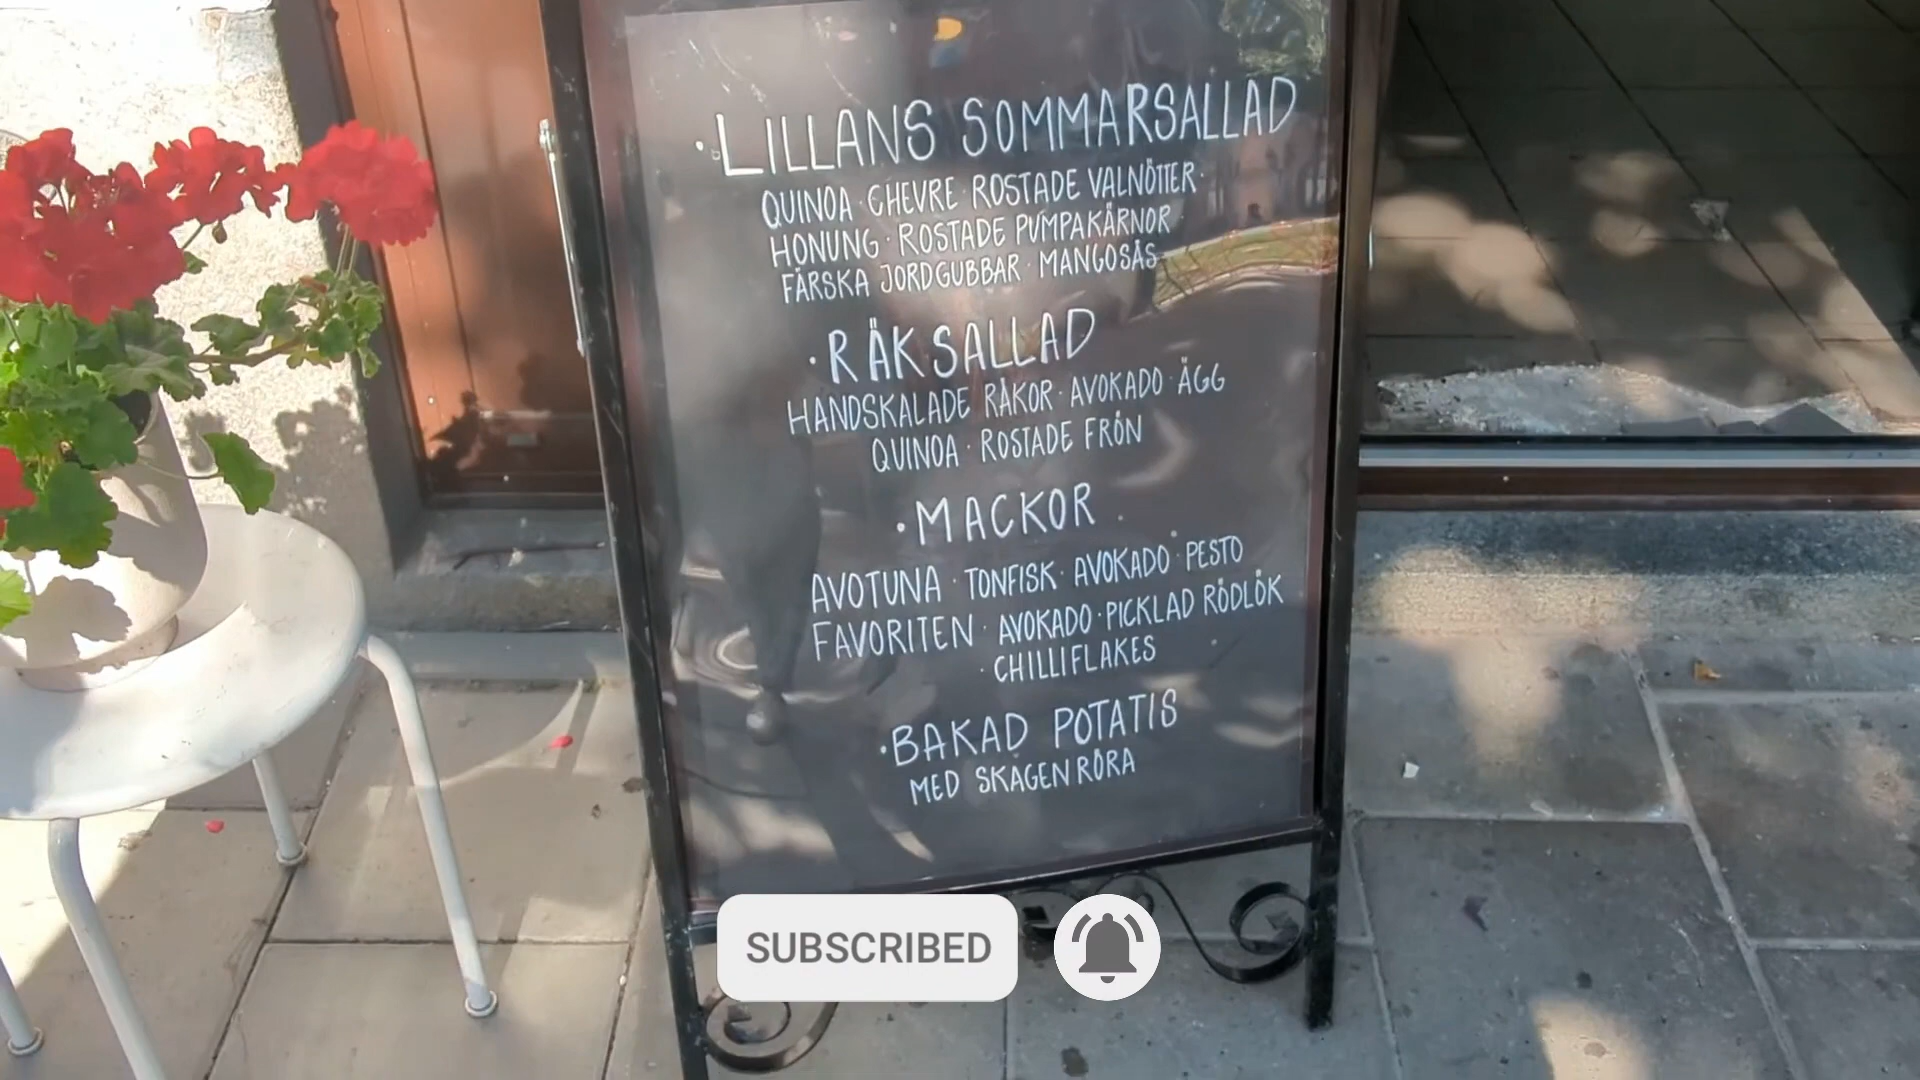 ·LILLANS SOMMARSALLAD
QUINOA · CHEVRE · ROSTADE VALNÖTTER ·
HONUNG · ROSTADE PUMPAKÄRNOR
FÄRSKA JORDGUBBAR · MANGOSÅS
·RÄKSALLAD
HANDSKALADE RÄKOR · AVOKADO · ÄGG
QUINOA · ROSTADE FRÖN
·MACKOR
AVOTUNA · TONFISK · AVOKADO · PESTO
FAVORITEN · AVOKADO · PICKLAD RÖDLÖK
· CHILLIFLAKES
·BAKAD POTATIS
MED SKAGENRÖRA
SUBSCRIBED